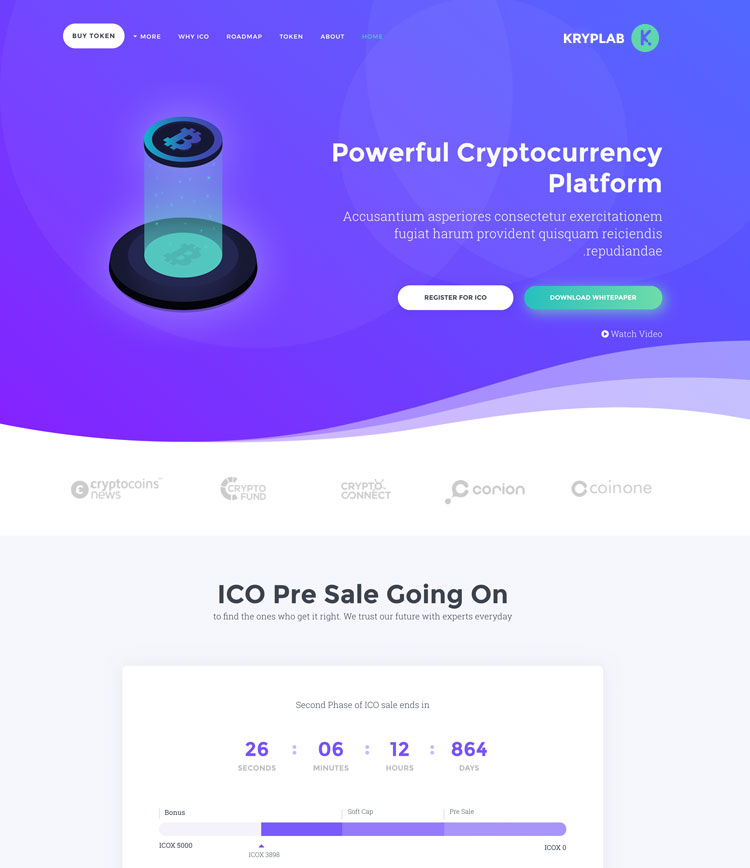 BUY TOKEN MORE WHY ICO ROADMAP TOKEN ABOUT HOME KRYPLAB K
Powerful Cryptocurrency
Platform
Accusantium asperiores consectetur exercitationem
fugiat harum provident quisquam reiciendis
.repudiandae
REGISTER FOR ICO DOWNLOAD WHITEPAPER
Watch Video
cryptocoins news
CRYPTO FUND
CRYPTO CONNECT
corion
coinone
ICO Pre Sale Going On
to find the ones who get it right. We trust our future with experts everyday
Second Phase of ICO sale ends in
26 : 06 : 12 : 864
SECONDS MINUTES HOURS DAYS
Bonus Soft Cap Pre Sale
ICOX 5000 ICOX 0
ICOX 3898